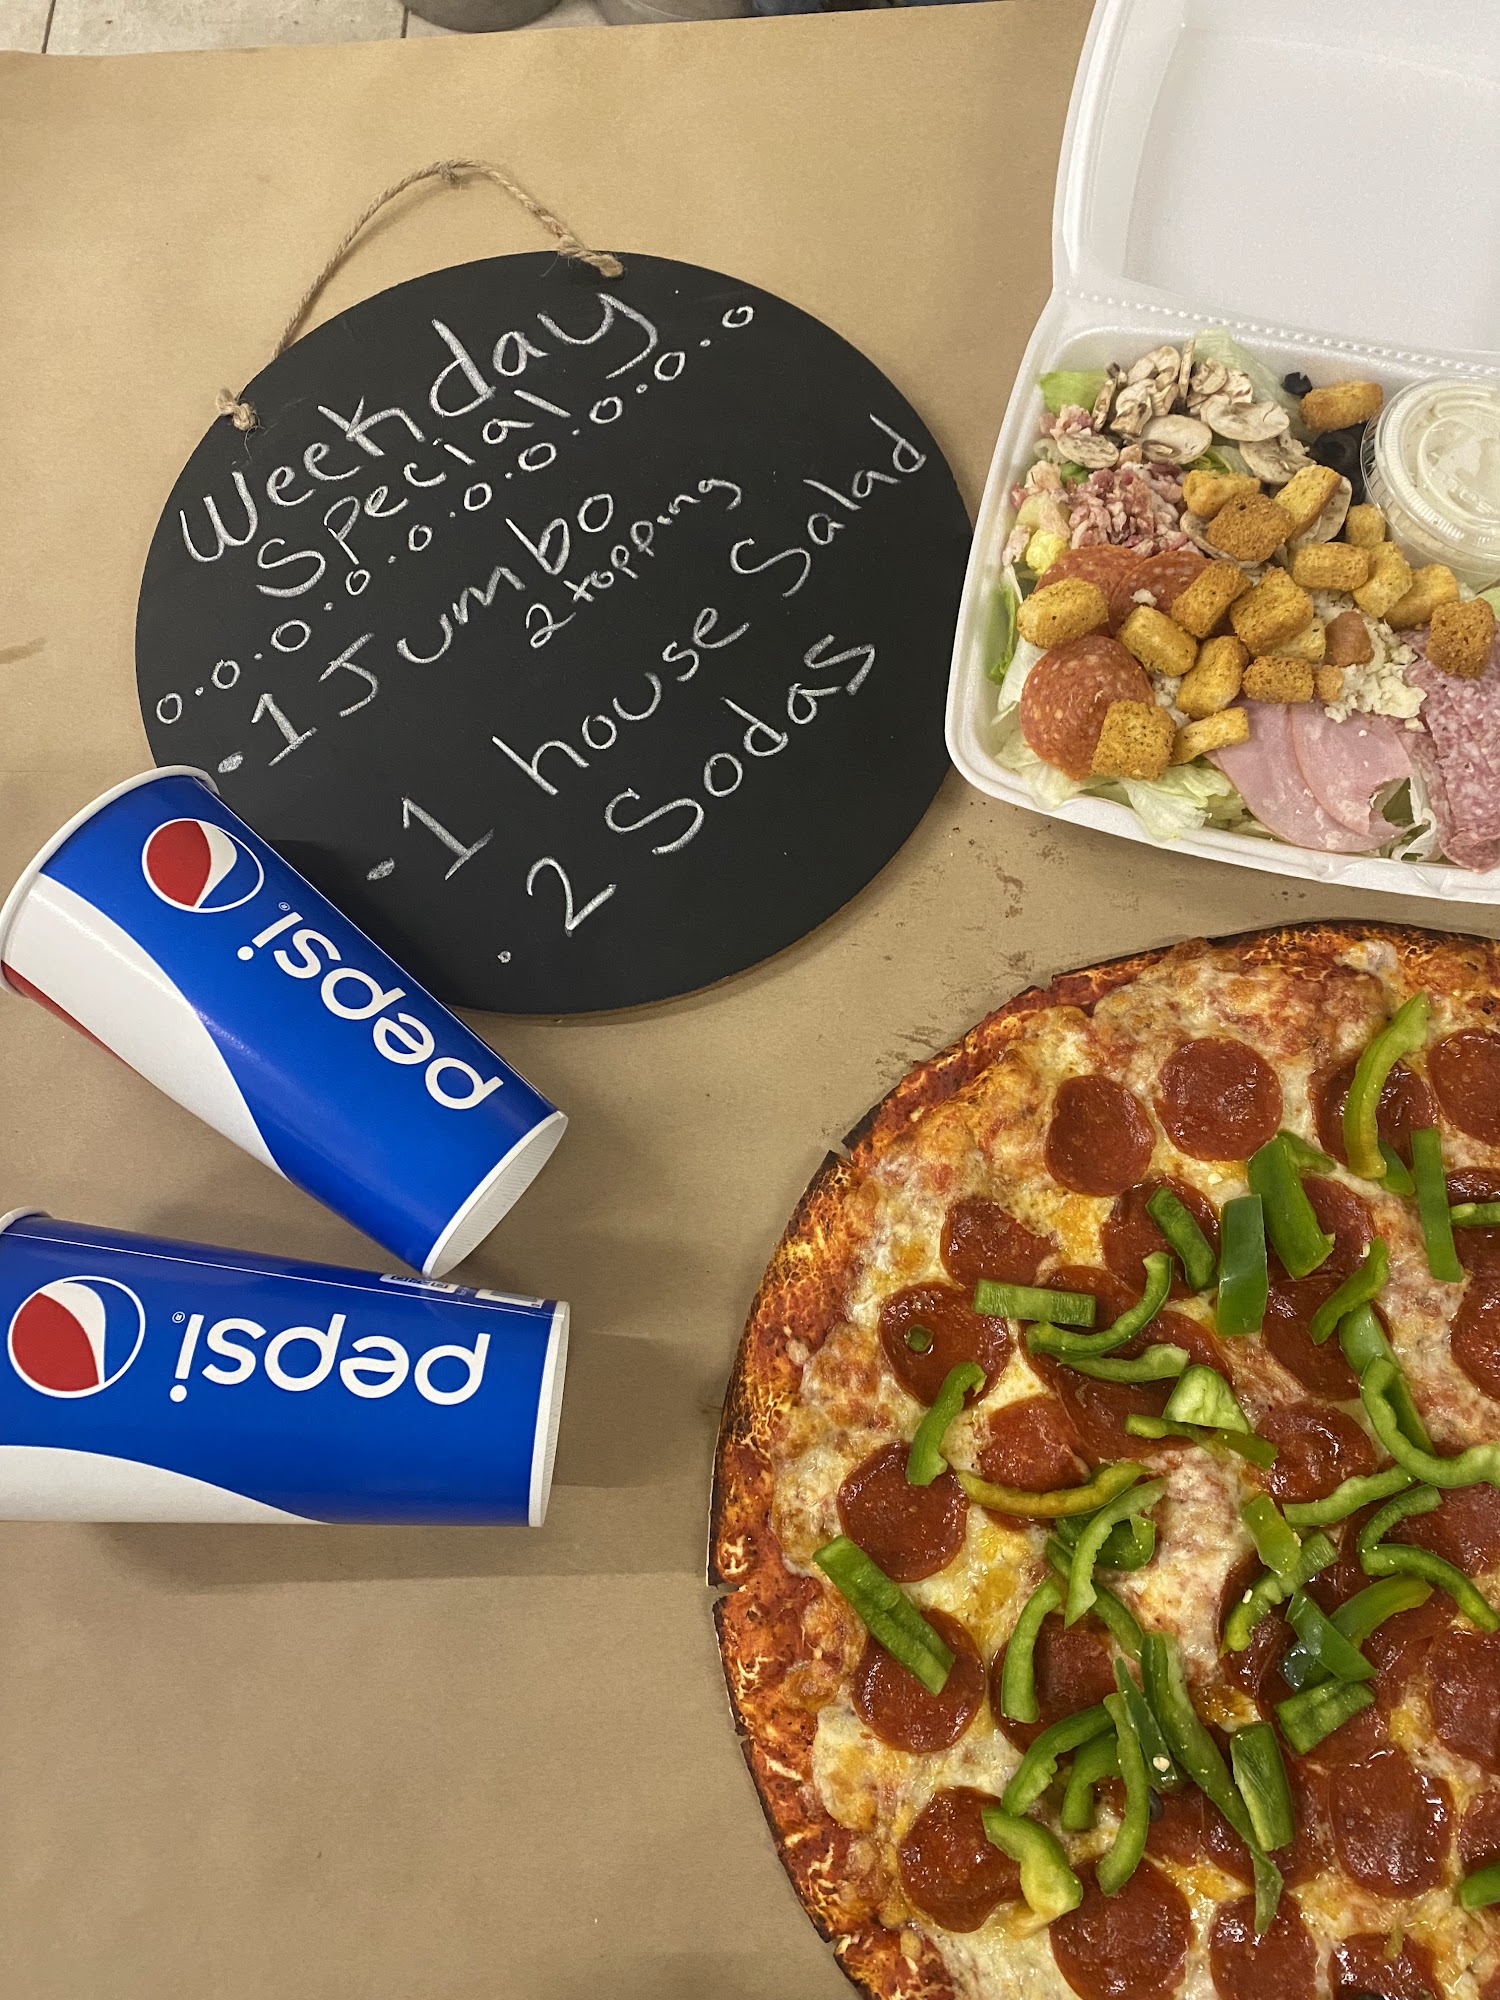 Weekday
Special
o.o.o.o.o.o.o.o.o.o.o
. 1 Jumbo
2 topping
. 1 house Salad
. 2 Sodas
pepsi®
pepsi®